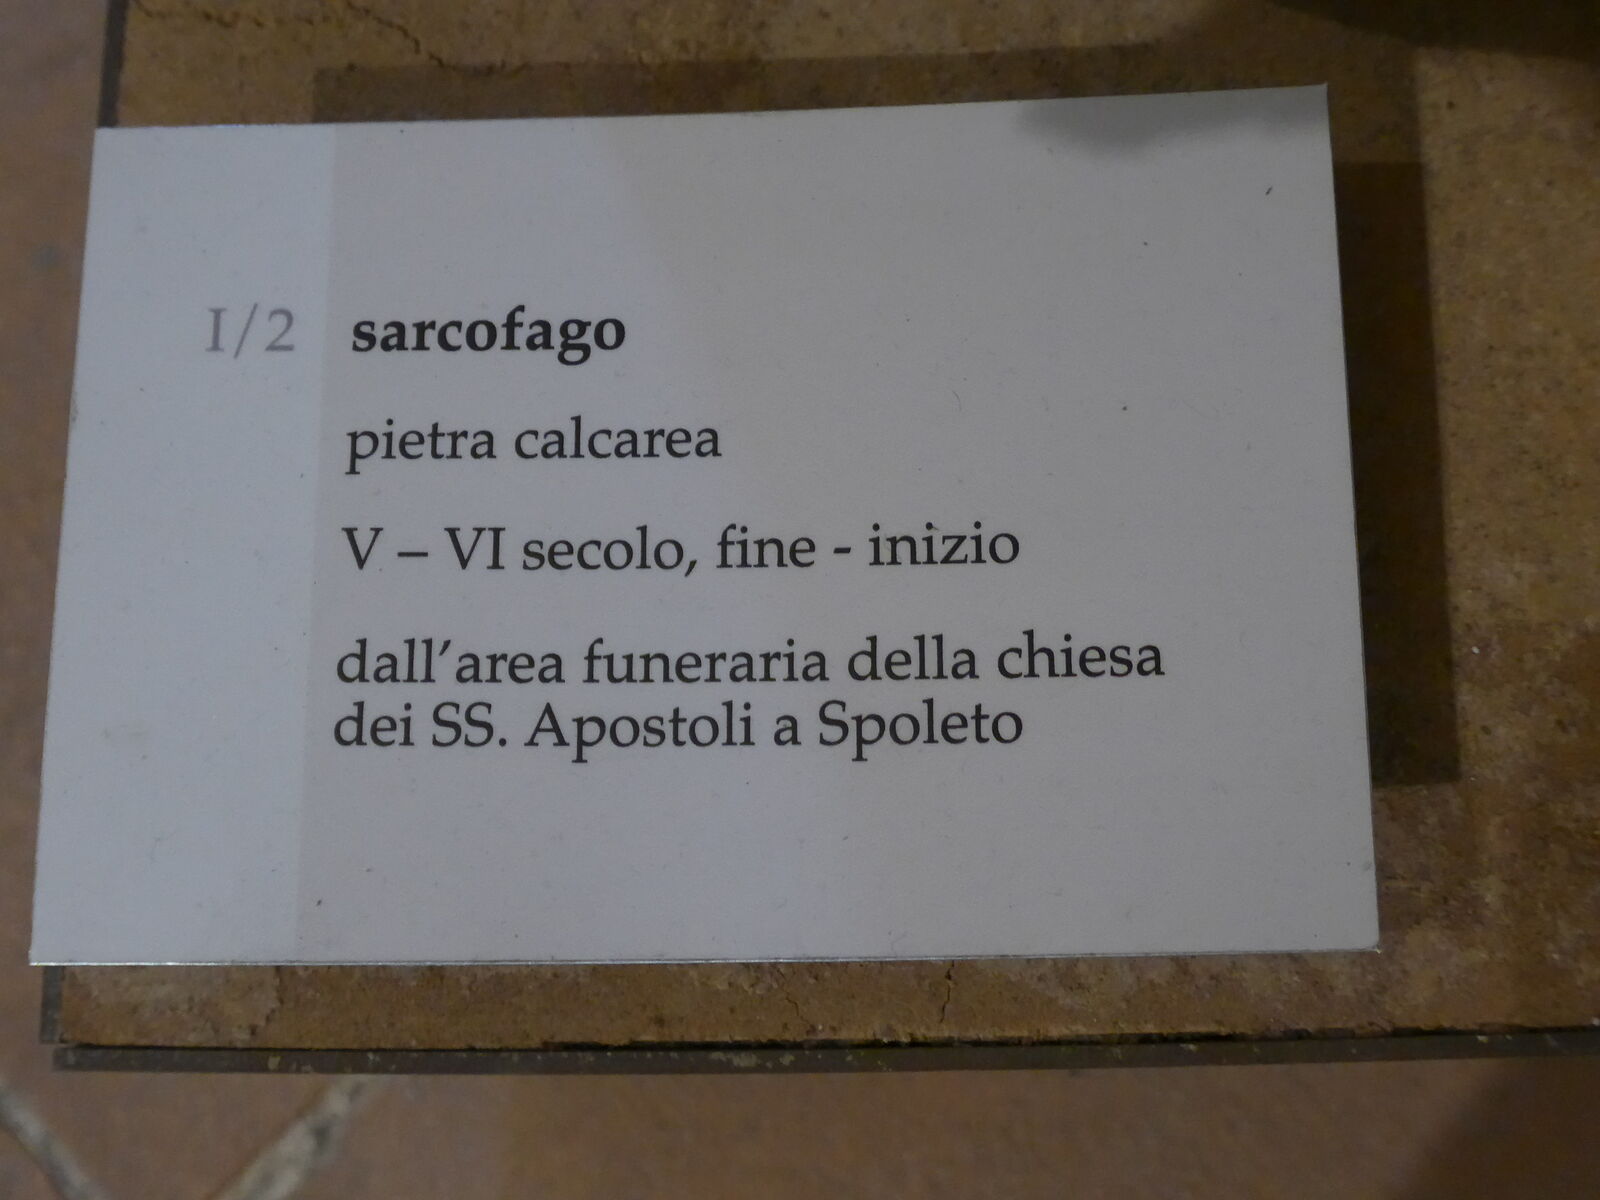 I/2 sarcofago
pietra calcarea
V – VI secolo, fine - inizio
dall'area funeraria della chiesa
dei SS. Apostoli a Spoleto